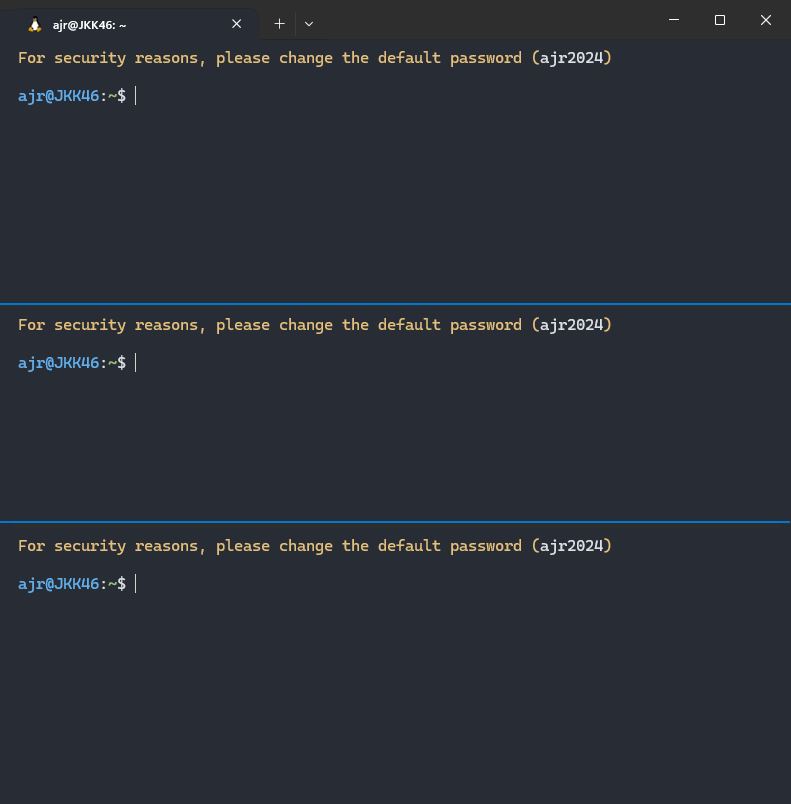 ajr@JKK46: ~
For security reasons, please change the default password (ajr2024)
ajr@JKK46:~$
For security reasons, please change the default password (ajr2024)
ajr@JKK46:~$
For security reasons, please change the default password (ajr2024)
ajr@JKK46:~$